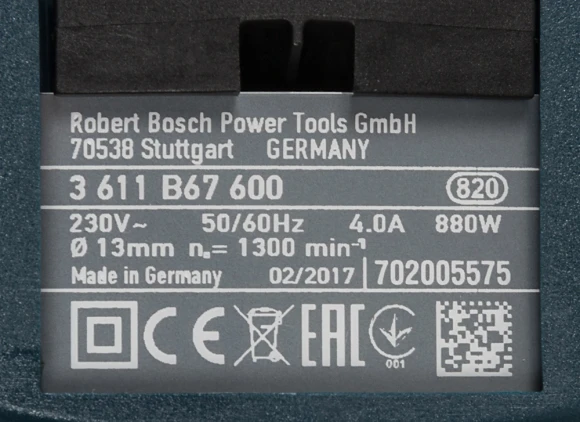 Robert Bosch Power Tools GmbH
70538 Stuttgart GERMANY
3 611 B67 600 820
230V~ 50/60Hz 4.0A 880W
Ø 13mm n₀= 1300 min⁻¹
Made in Germany 02/2017 | 702005575
CE EAC
001